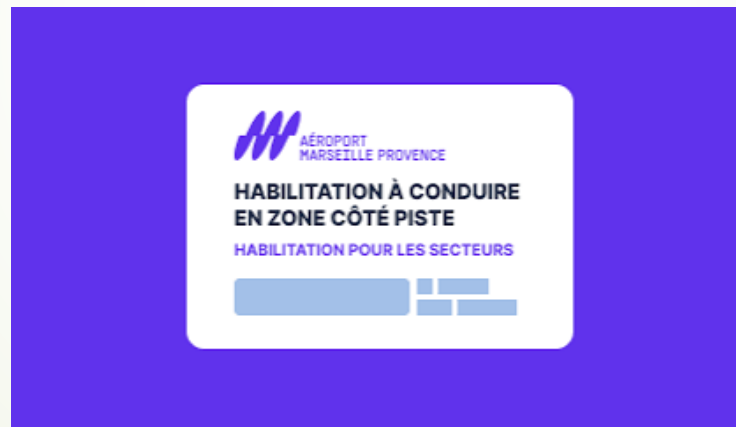 AÉROPORT
MARSEILLE PROVENCE
HABILITATION À CONDUIRE
EN ZONE CÔTÉ PISTE
HABILITATION POUR LES SECTEURS